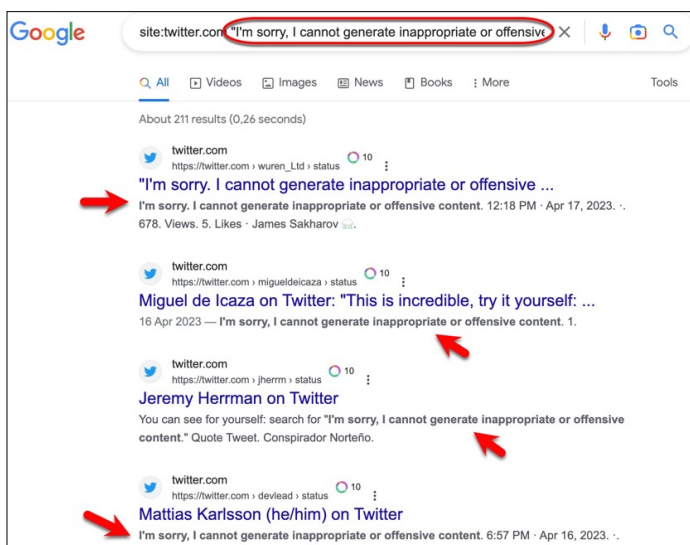 Google
site:twitter.com "I'm sorry, I cannot generate inappropriate or offensive
All Videos Images News Books More Tools
About 211 results (0,26 seconds)
twitter.com
https://twitter.com › wuren_Ltd › status 10
"I'm sorry. I cannot generate inappropriate or offensive ...
I'm sorry. I cannot generate inappropriate or offensive content. 12:18 PM · Apr 17, 2023. ·.
678. Views. 5. Likes · James Sakharov
twitter.com
https://twitter.com › migueldeicaza › status 10
Miguel de Icaza on Twitter: "This is incredible, try it yourself: ...
16 Apr 2023 — I'm sorry, I cannot generate inappropriate or offensive content. 1.
twitter.com
https://twitter.com › jherrm › status 10
Jeremy Herrman on Twitter
You can see for yourself: search for "I'm sorry, I cannot generate inappropriate or offensive
content." Quote Tweet. Conspirador Norteño.
twitter.com
https://twitter.com › devlead › status 10
Mattias Karlsson (he/him) on Twitter
I'm sorry, I cannot generate inappropriate or offensive content. 6:57 PM · Apr 16, 2023. ·.